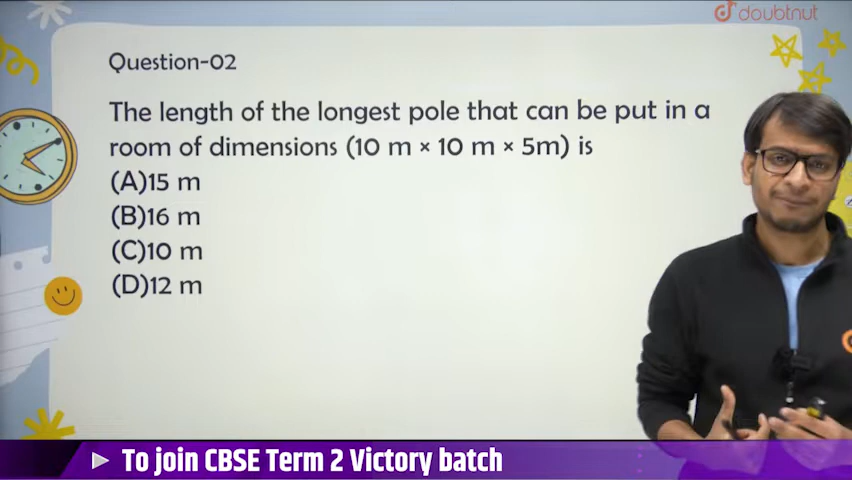 doubtnut
Question-02
The length of the longest pole that can be put in a
room of dimensions (10 m × 10 m × 5m) is
(A)15 m
(B)16 m
(C)10 m
(D)12 m
To join CBSE Term 2 Victory batch